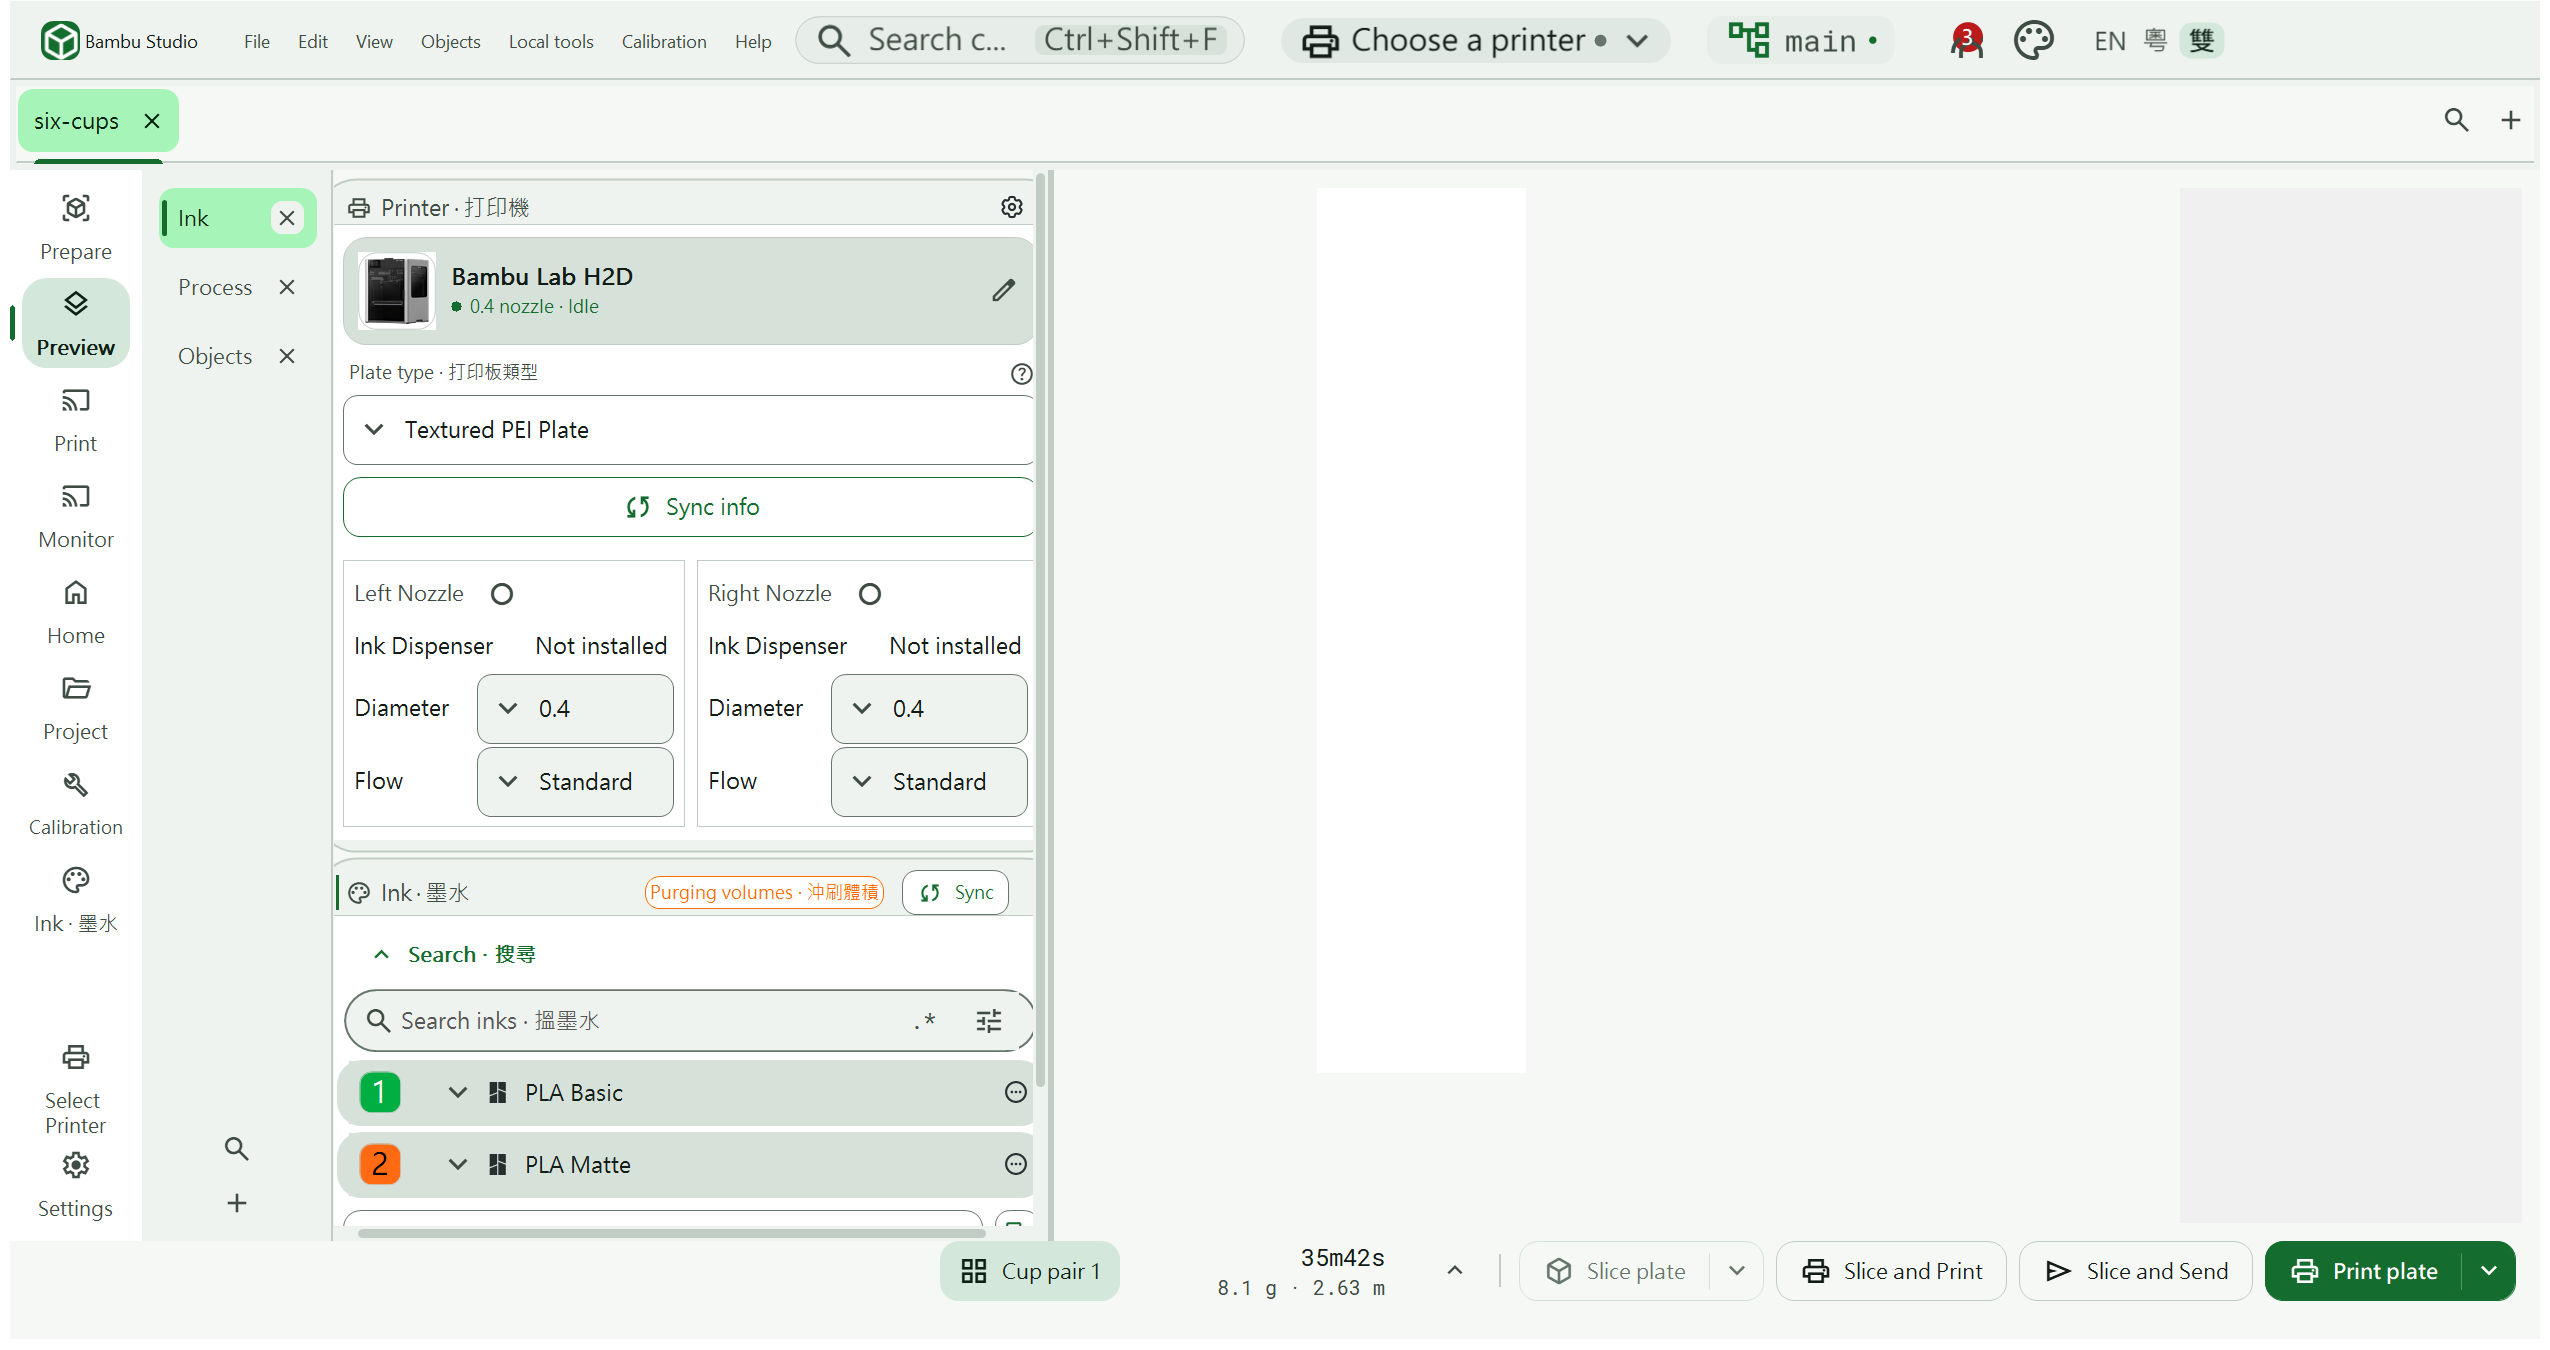 Bambu Studio File Edit View Objects Local tools Calibration Help Search c... Ctrl+Shift+F Choose a printer main 3 EN 粵 雙
six-cups
Prepare
Preview
Print
Monitor
Home
Project
Calibration
Ink · 墨水
Select
Printer
Settings
Ink
Process
Objects
Printer · 打印機
Bambu Lab H2D
0.4 nozzle · Idle
Plate type · 打印板類型
Textured PEI Plate
Sync info
Left Nozzle
Ink Dispenser Not installed
Diameter 0.4
Flow Standard
Right Nozzle
Ink Dispenser Not installed
Diameter 0.4
Flow Standard
Ink · 墨水 Purging volumes · 沖刷體積 Sync
Search · 搜尋
Search inks · 搵墨水 .*
1 PLA Basic
2 PLA Matte
Cup pair 1
35m42s
8.1 g · 2.63 m
Slice plate Slice and Print Slice and Send Print plate